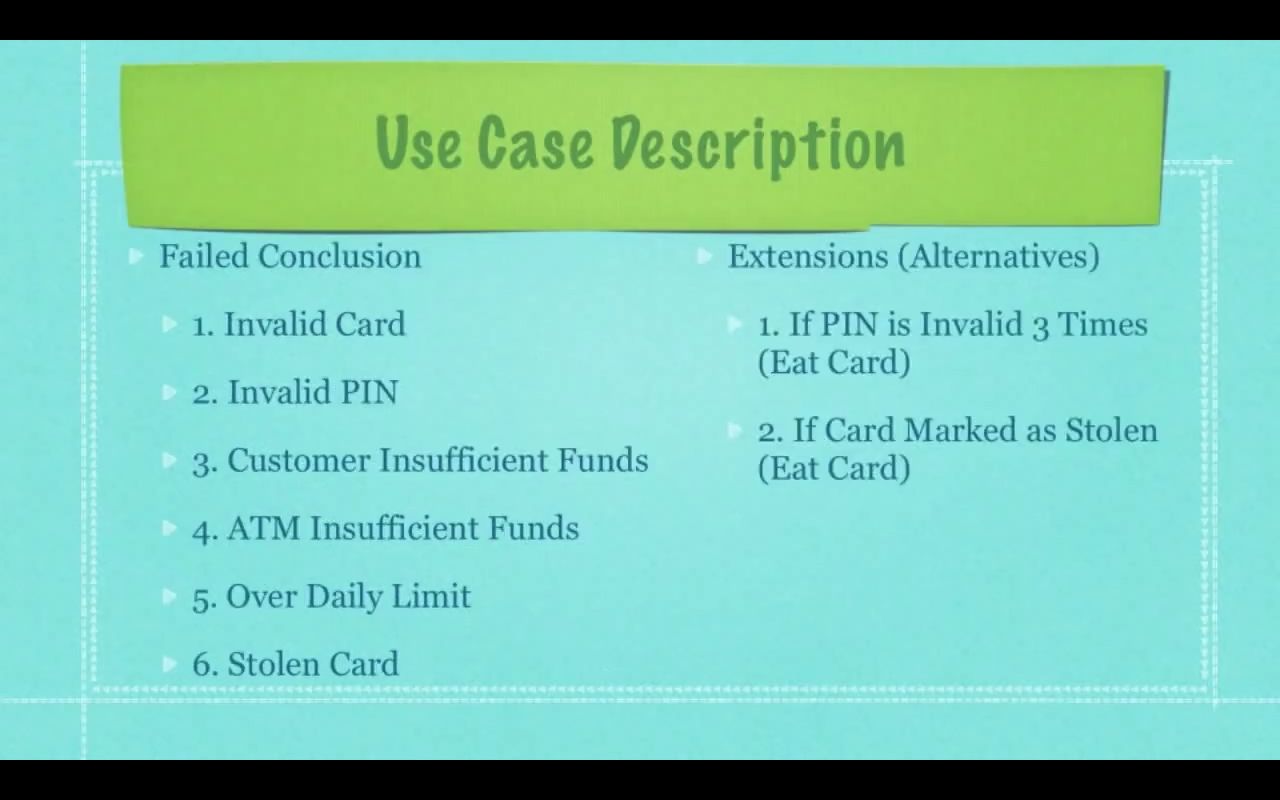 Use Case Description
Failed Conclusion
1. Invalid Card
2. Invalid PIN
3. Customer Insufficient Funds
4. ATM Insufficient Funds
5. Over Daily Limit
6. Stolen Card
Extensions (Alternatives)
1. If PIN is Invalid 3 Times
(Eat Card)
2. If Card Marked as Stolen
(Eat Card)